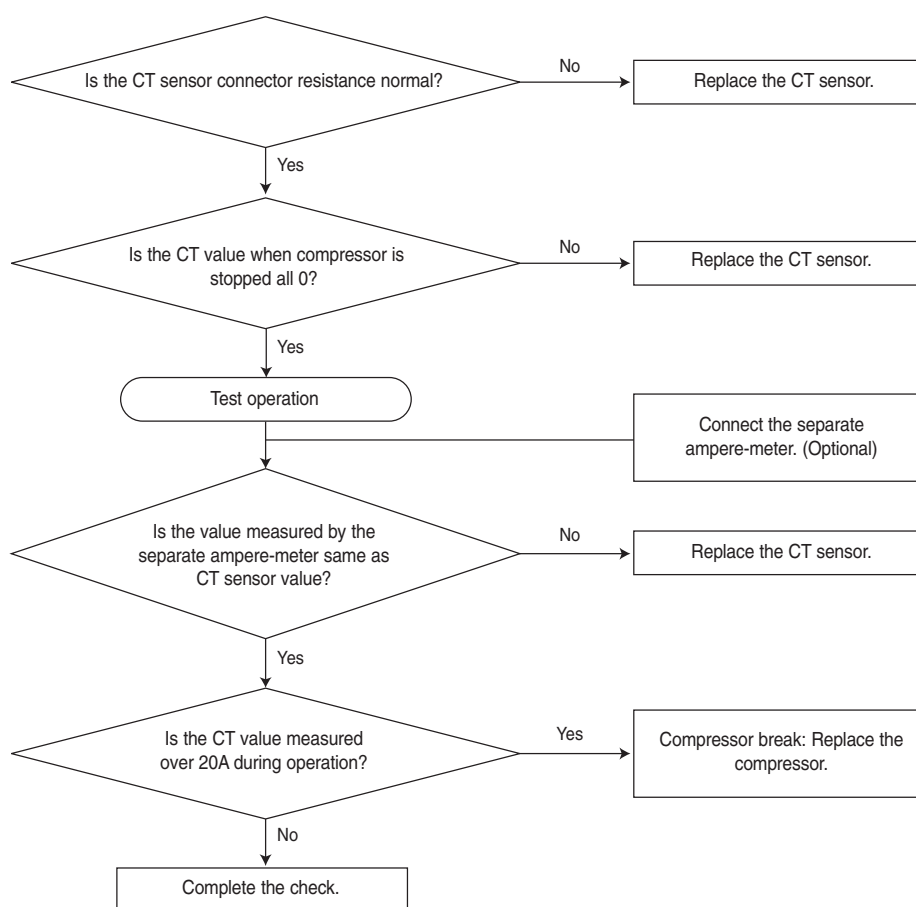 Is the CT sensor connector resistance normal?
No
Replace the CT sensor.
Yes
Is the CT value when compressor is
stopped all 0?
No
Replace the CT sensor.
Yes
Test operation
Connect the separate
ampere-meter. (Optional)
Is the value measured by the
separate ampere-meter same as
CT sensor value?
No
Replace the CT sensor.
Yes
Is the CT value measured
over 20A during operation?
Yes
Compressor break: Replace the
compressor.
No
Complete the check.